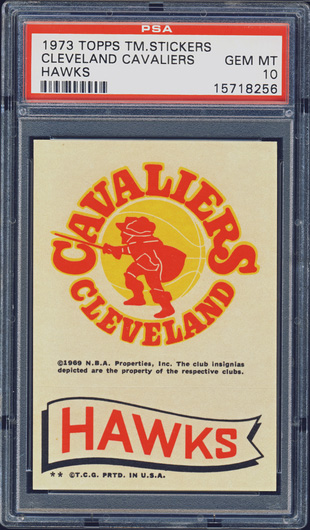 PSA
1973 TOPPS TM.STICKERS
CLEVELAND CAVALIERS
GEM MT
HAWKS
10
15718256
CAVALIERS
CLEVELAND
©1969 N.B.A. Properties, Inc. The club insignias
depicted are the property of the respective clubs.
HAWKS
** ©T.C.G. PRTD. IN U.S.A.